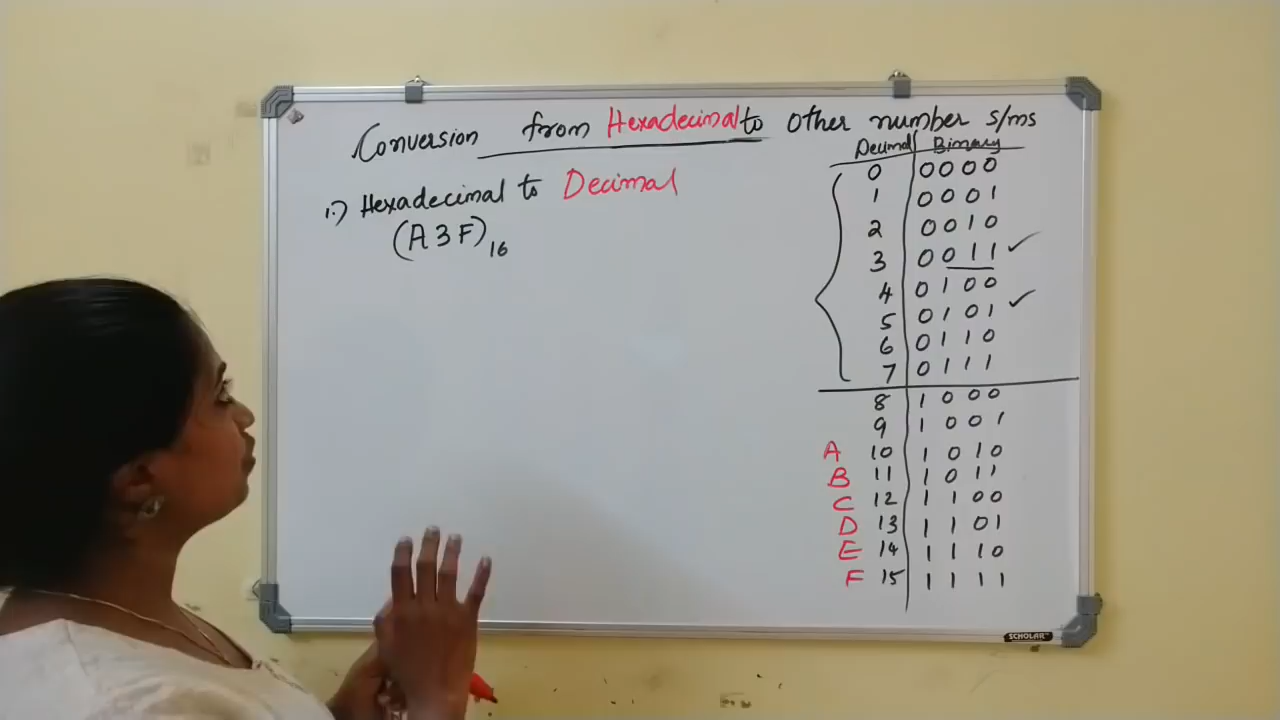 Conversion from Hexadecimal to other number s/ms
1.) Hexadecimal to Decimal
(A3F)16
Decimal Binary
0 0000
1 0001
2 0010
3 0011 ✓
4 0100
5 0101 ✓
6 0110
7 0111
8 1000
9 1001
A 10 1010
B 11 1011
C 12 1100
D 13 1101
E 14 1110
F 15 1111
SCHOLAR